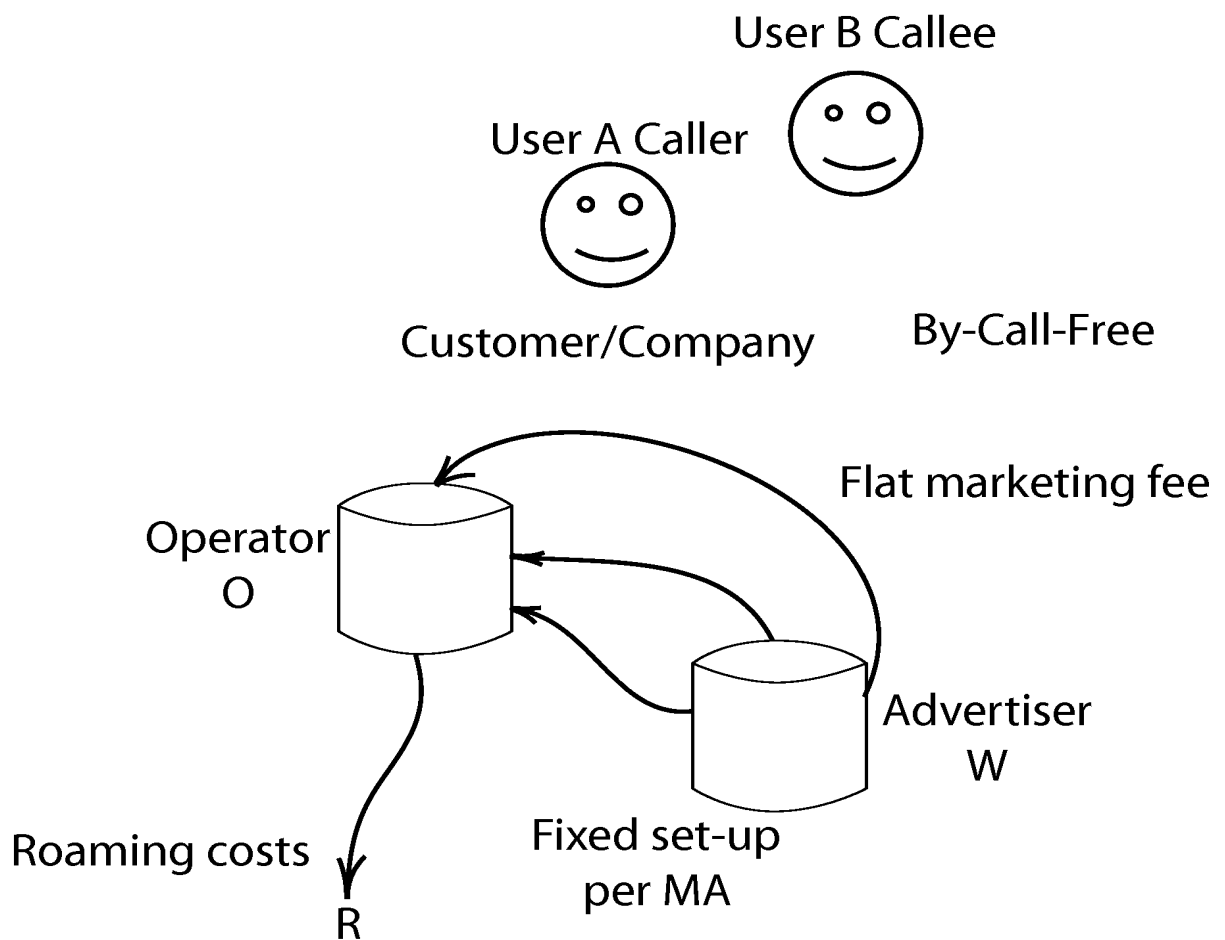 User B Callee
User A Caller
Customer/Company
By-Call-Free
Flat marketing fee
Operator
O
Advertiser
W
Fixed set-up
per MA
Roaming costs
R